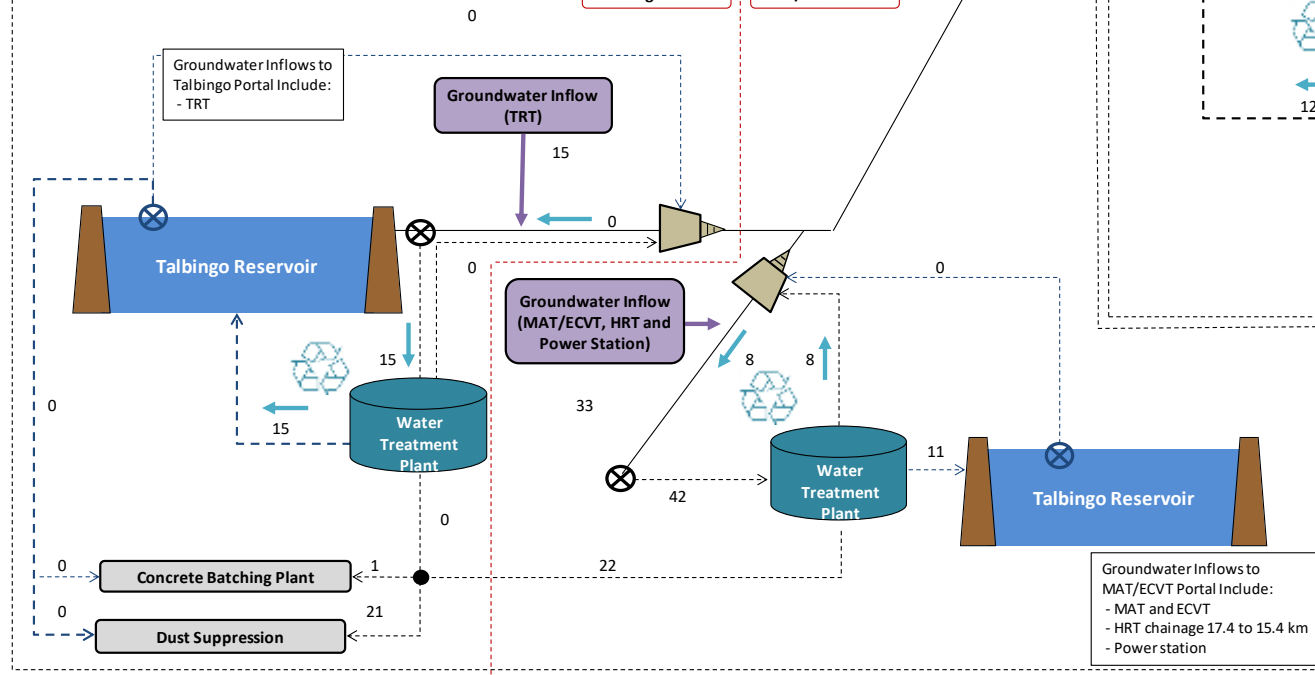 0
Groundwater Inflows to
Talbingo Portal Include:
- TRT
Groundwater Inflow
(TRT)
15
12
0
Talbingo Reservoir
0
0
Groundwater Inflow
(MAT/ECVT, HRT and
Power Station)
15
8
8
0
15
33
Water
Treatment
Plant
11
Water
Treatment
Plant
42
Talbingo Reservoir
0
0
Concrete Batching Plant
1
22
0
Dust Suppression
21
Groundwater Inflows to
MAT/ECVT Portal Include:
- MAT and ECVT
- HRT chainage 17.4 to 15.4 km
- Power station